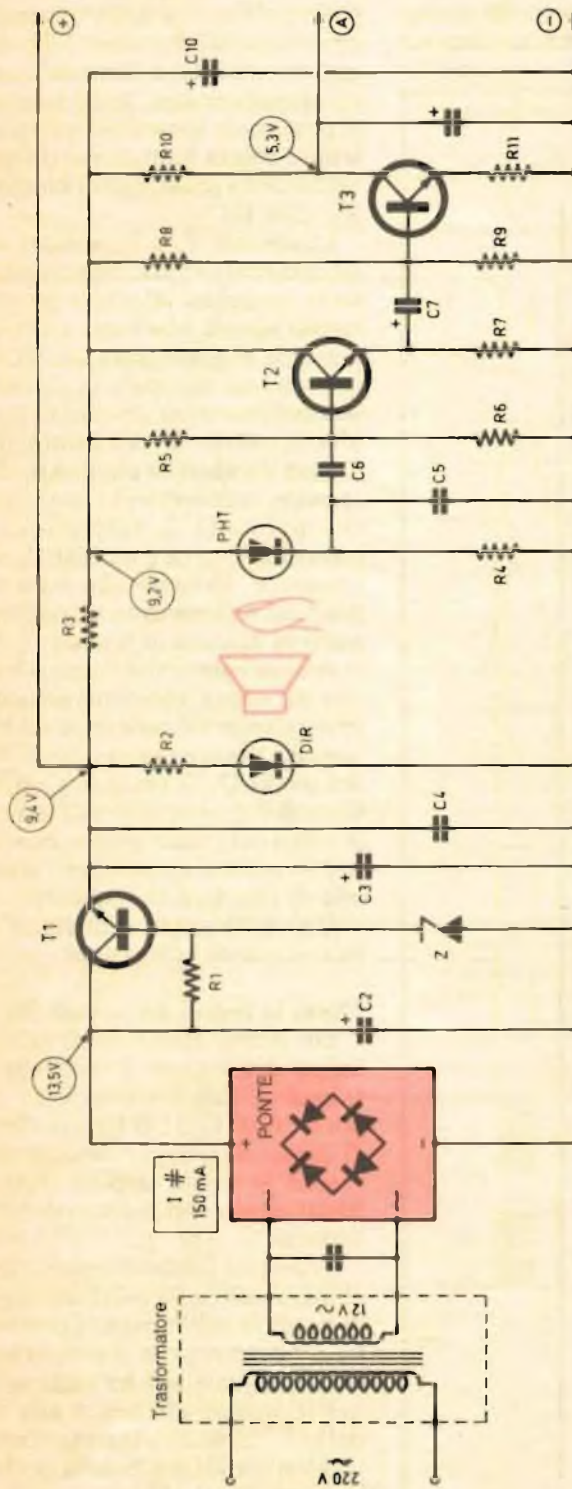 Trasformatore
220 V
~
12V~
I #
150 mA
PONTE
+
-
13,5V
R1
C2
+
T1
Z
C3
+
C4
9,4V
R2
DIR
R3
9,2V
PHT
R4
R5
C5
C6
R6
T2
R7
C7
+
R8
R9
T3
R10
5,3V
R11
C10
+
+
+
A
-